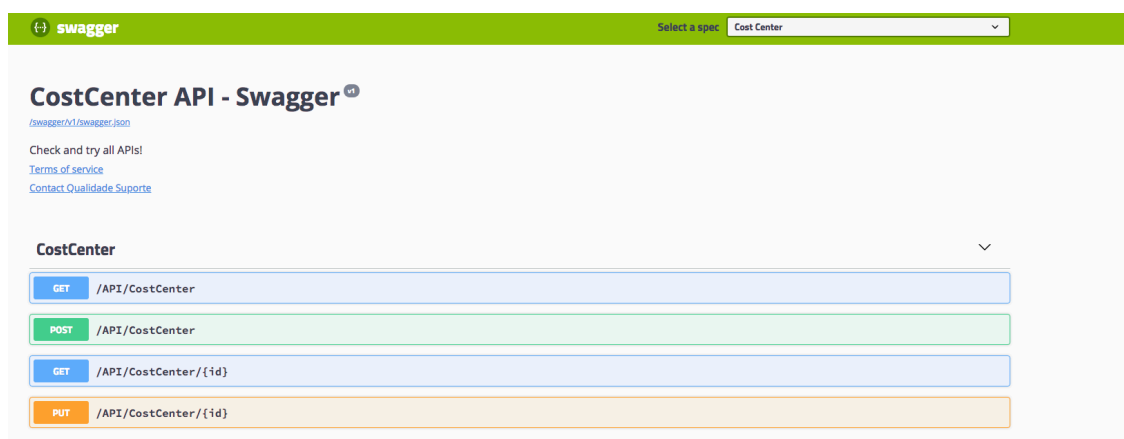 {··} swagger
Select a spec Cost Center
CostCenter API - Swagger v1
/swagger/v1/swagger.json
Check and try all APIs!
Terms of service
Contact Qualidade Suporte
CostCenter
GET /API/CostCenter
POST /API/CostCenter
GET /API/CostCenter/{id}
PUT /API/CostCenter/{id}